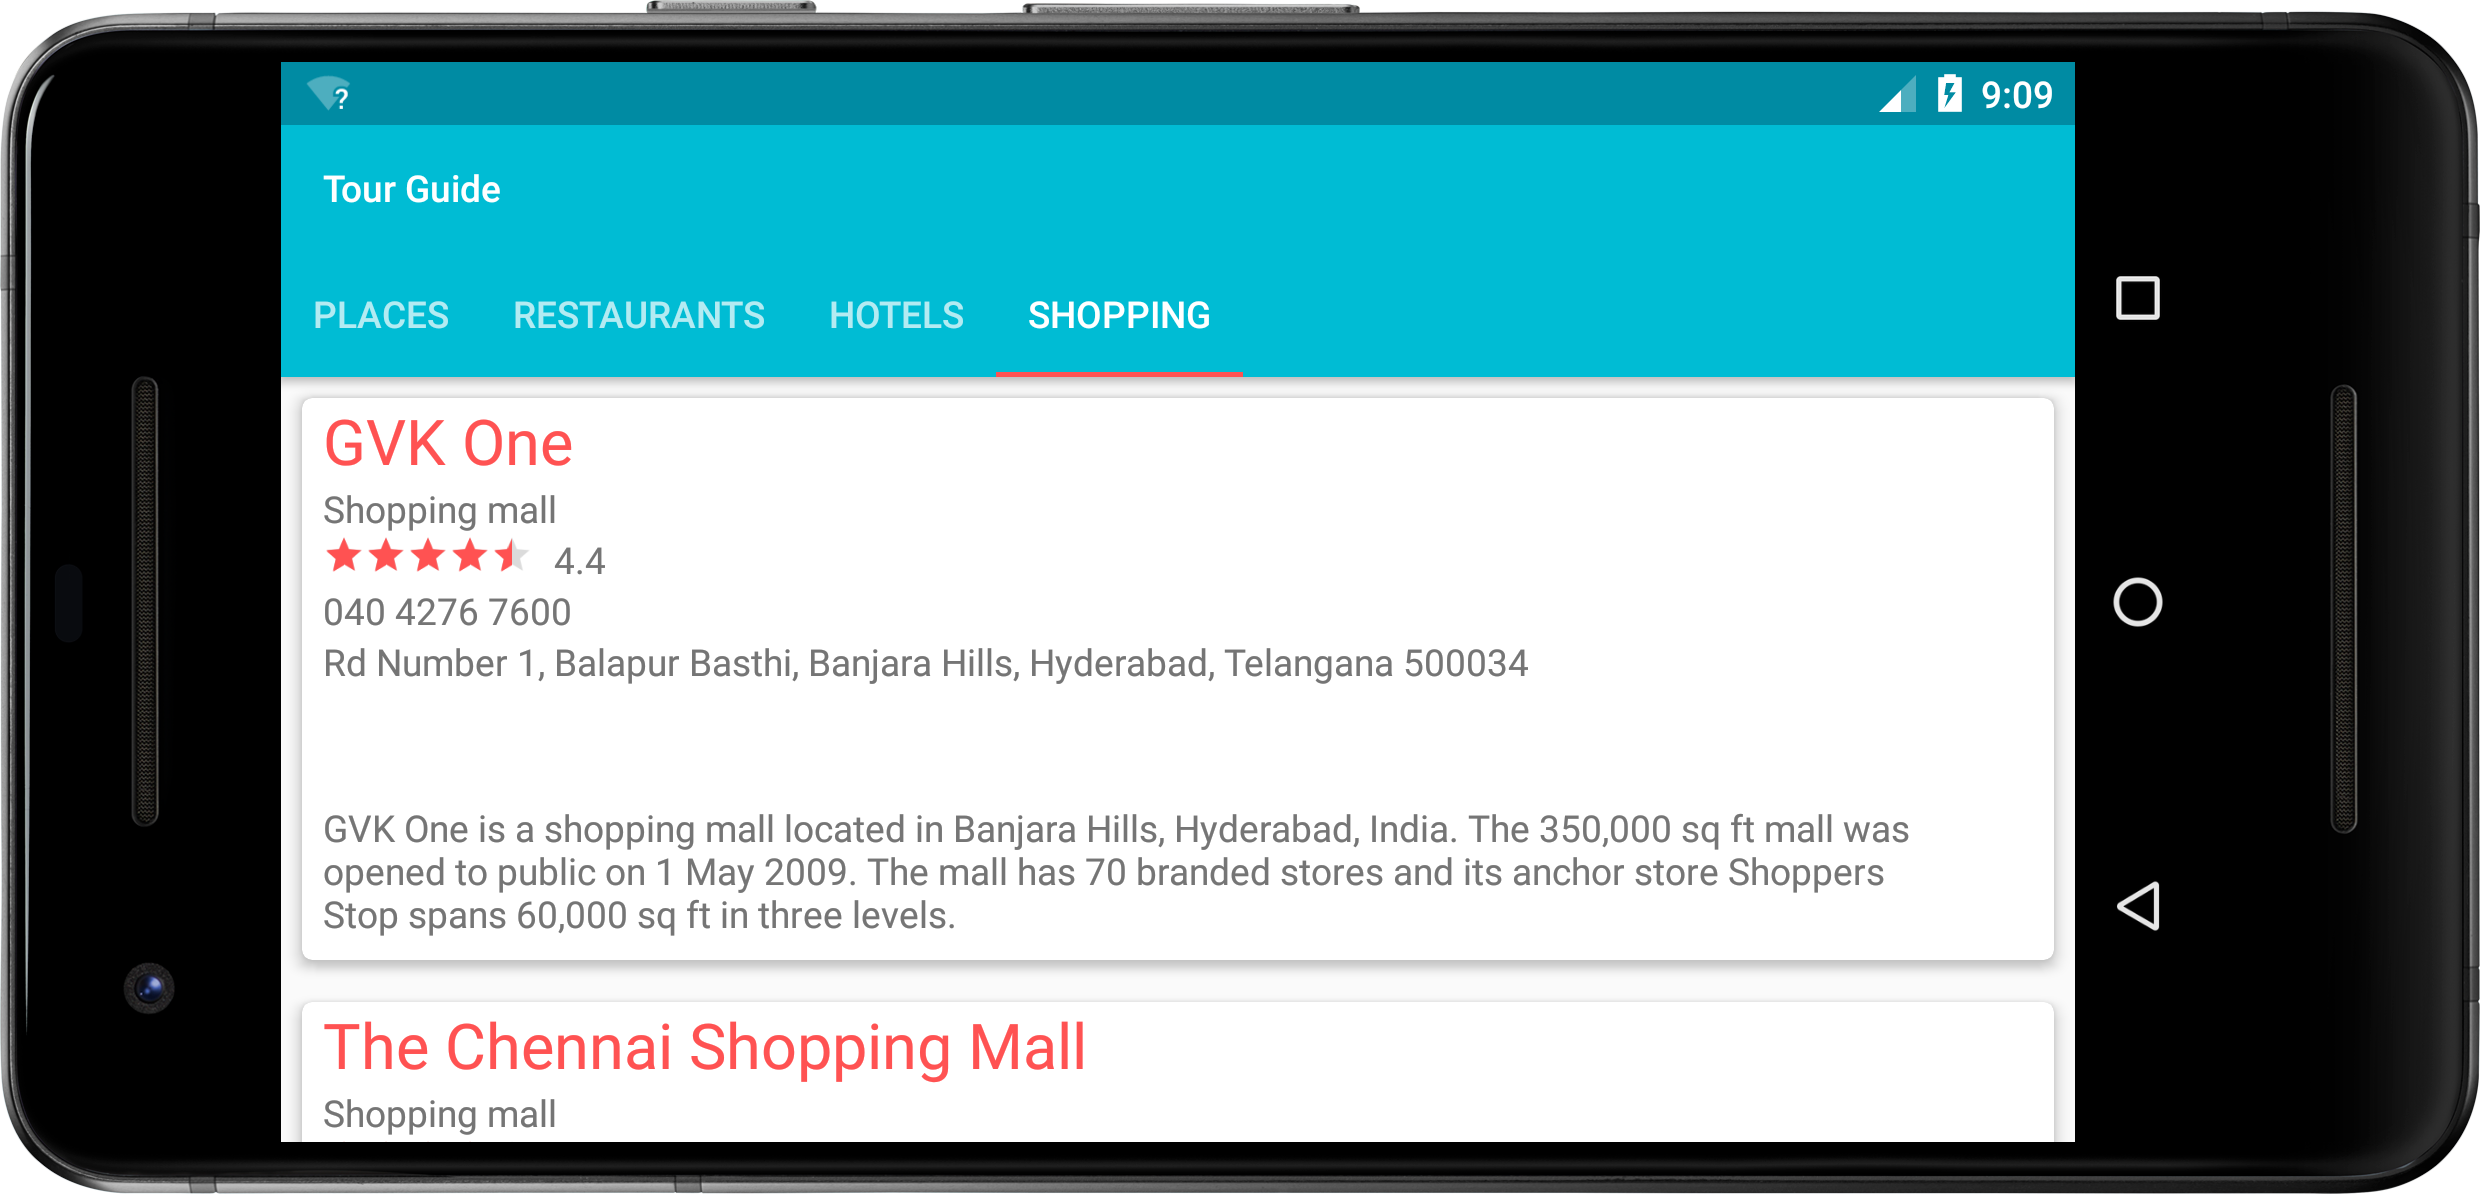 ?
9:09
Tour Guide
PLACES RESTAURANTS HOTELS SHOPPING
GVK One
Shopping mall
4.4
040 4276 7600
Rd Number 1, Balapur Basthi, Banjara Hills, Hyderabad, Telangana 500034
GVK One is a shopping mall located in Banjara Hills, Hyderabad, India. The 350,000 sq ft mall was
opened to public on 1 May 2009. The mall has 70 branded stores and its anchor store Shoppers
Stop spans 60,000 sq ft in three levels.
The Chennai Shopping Mall
Shopping mall